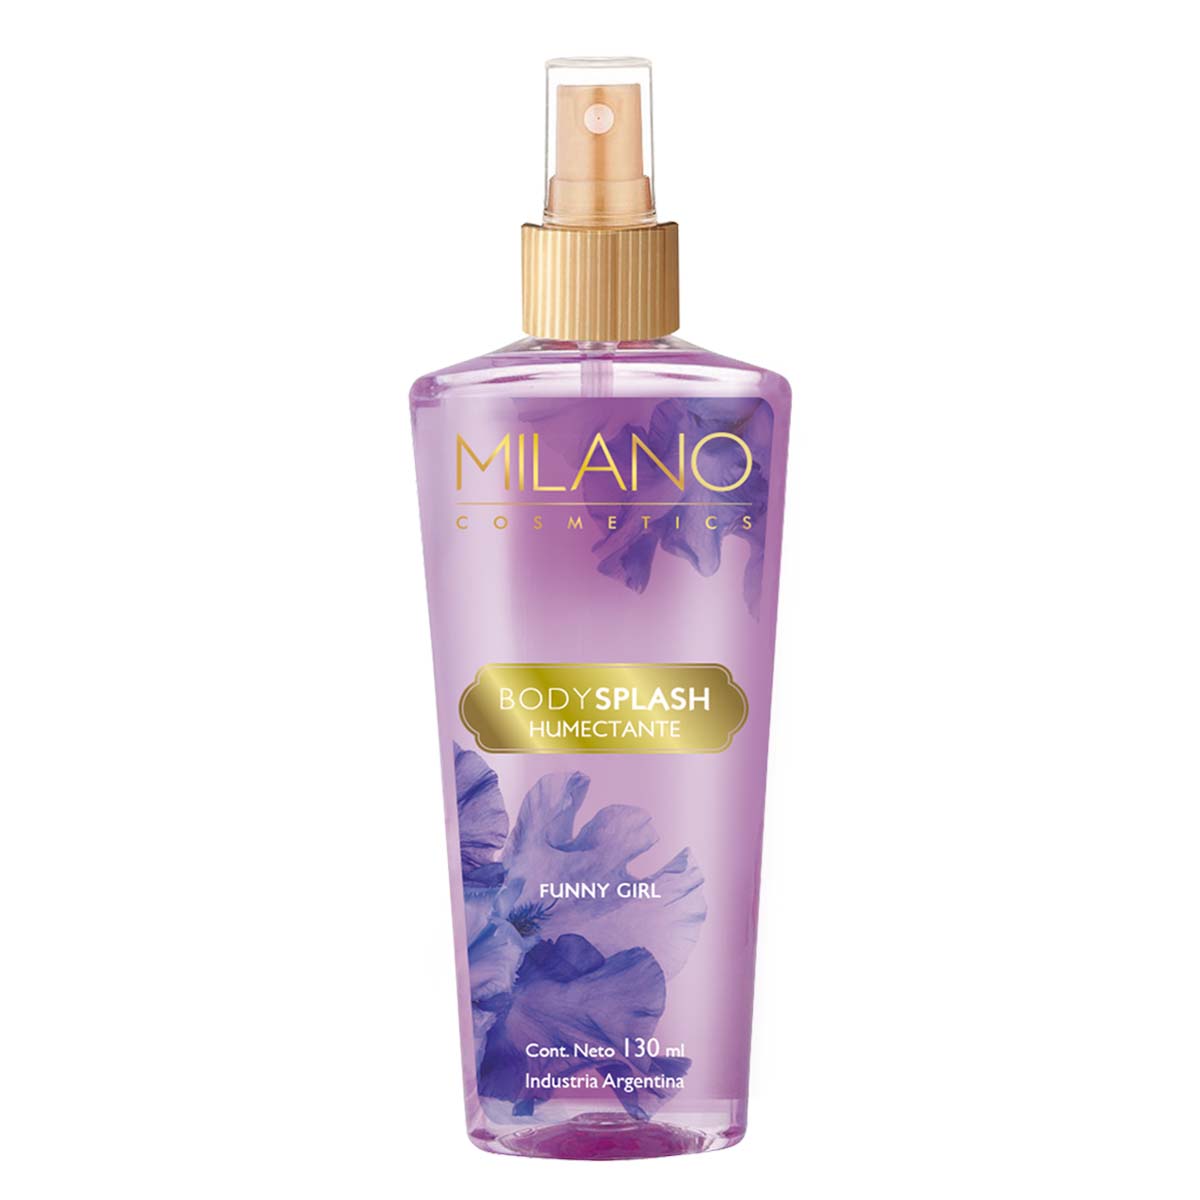 MILANO
COSMETICS
BODYSPLASH
HUMECTANTE
FUNNY GIRL
Cont. Neto 130 ml
Industria Argentina